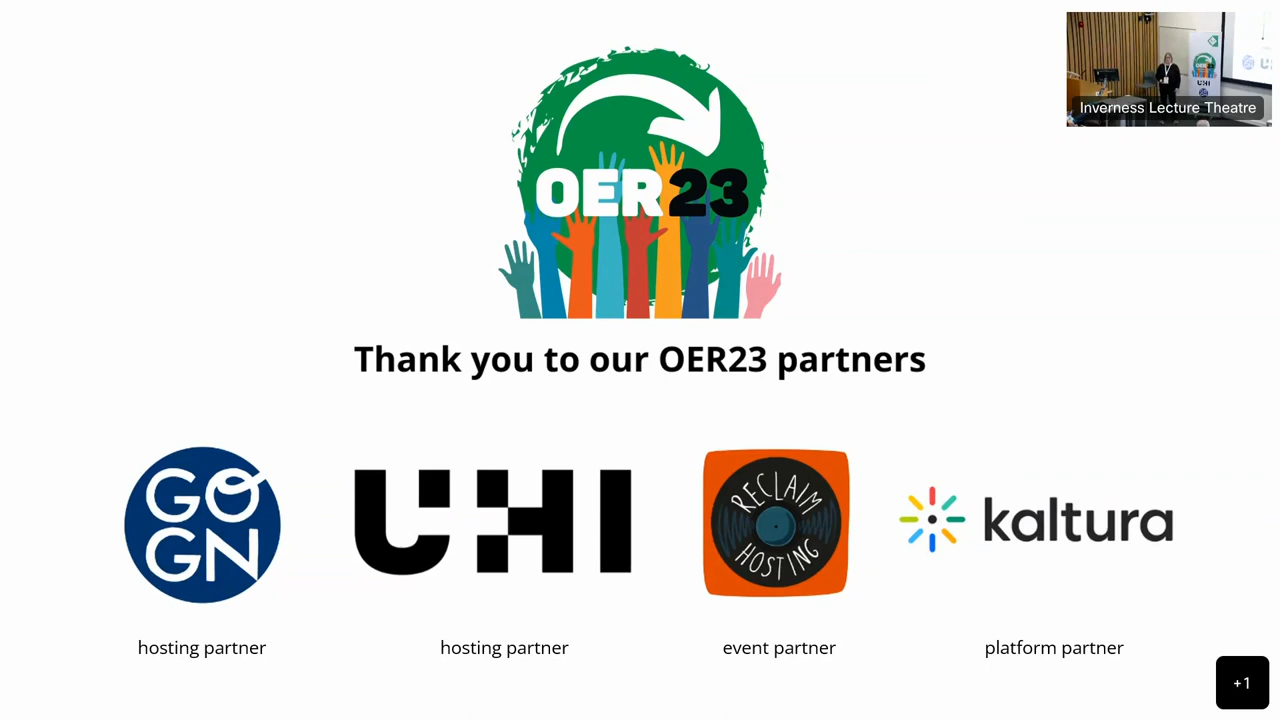 Inverness Lecture Theatre
OER23
Thank you to our OER23 partners
GO
GN
UHI
RECLAIM
HOSTING
kaltura
hosting partner
hosting partner
event partner
platform partner
+1